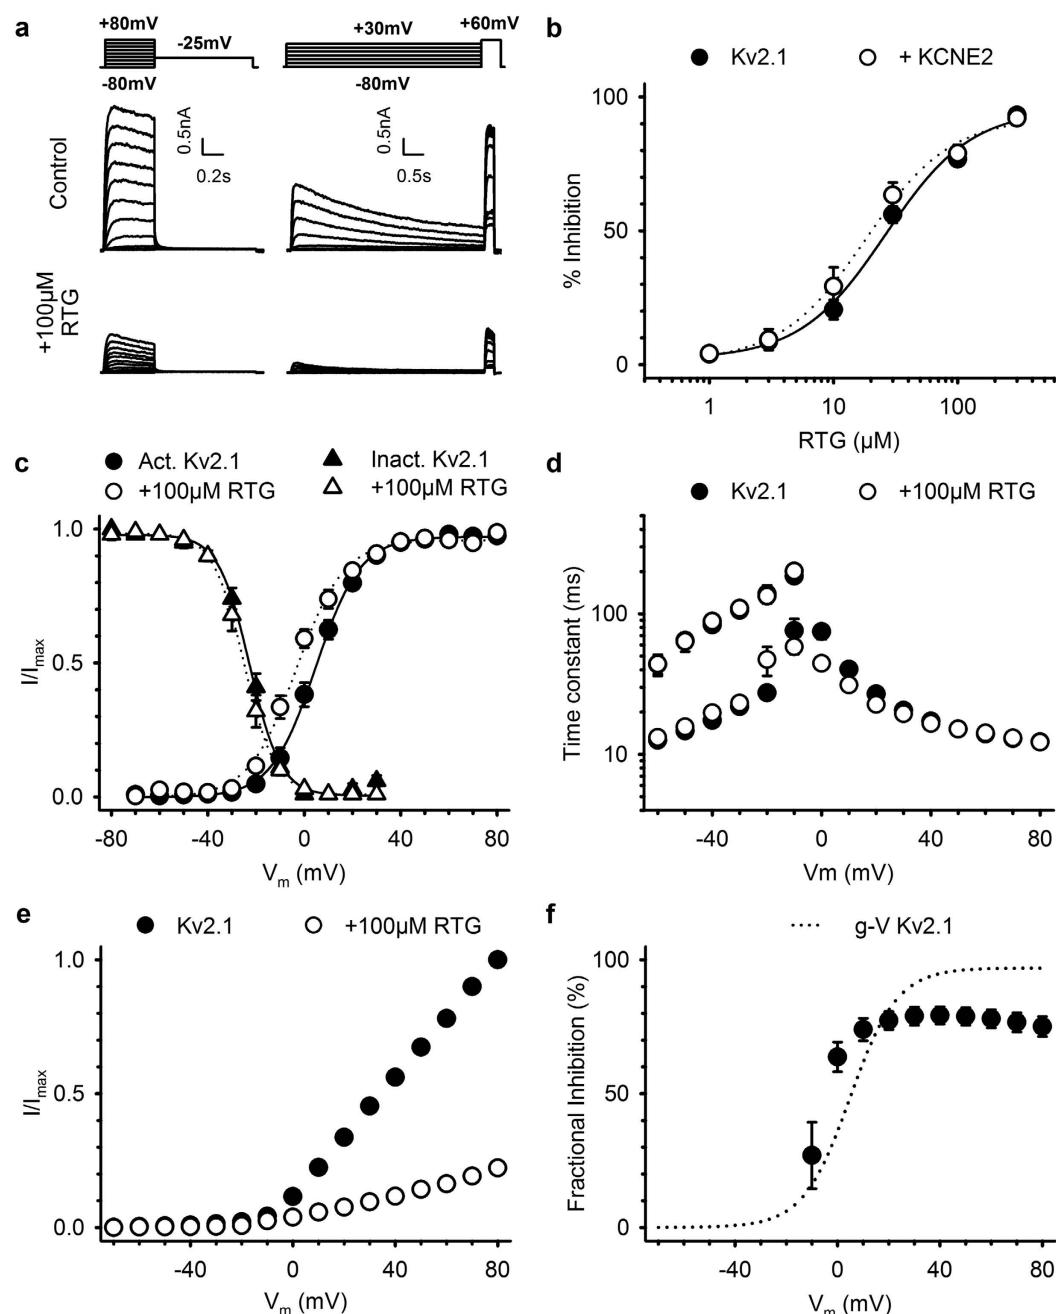 a
+80mV
-25mV
-80mV
+30mV
+60mV
-80mV
Control
0.5nA
0.2s
0.5nA
0.5s
+100µM
RTG
b
Kv2.1
+ KCNE2
% Inhibition
100
50
0
1
10
100
RTG (µM)
c
Act. Kv2.1
Inact. Kv2.1
+100µM RTG
+100µM RTG
I/Imax
1.0
0.5
0.0
-80
-40
0
40
80
Vm (mV)
d
Kv2.1
+100µM RTG
Time constant (ms)
100
10
-40
0
40
80
Vm (mV)
e
Kv2.1
+100µM RTG
I/Imax
1.0
0.5
0.0
-40
0
40
80
Vm (mV)
f
g-V Kv2.1
Fractional Inhibition (%)
100
50
0
-40
0
40
80
Vm (mV)